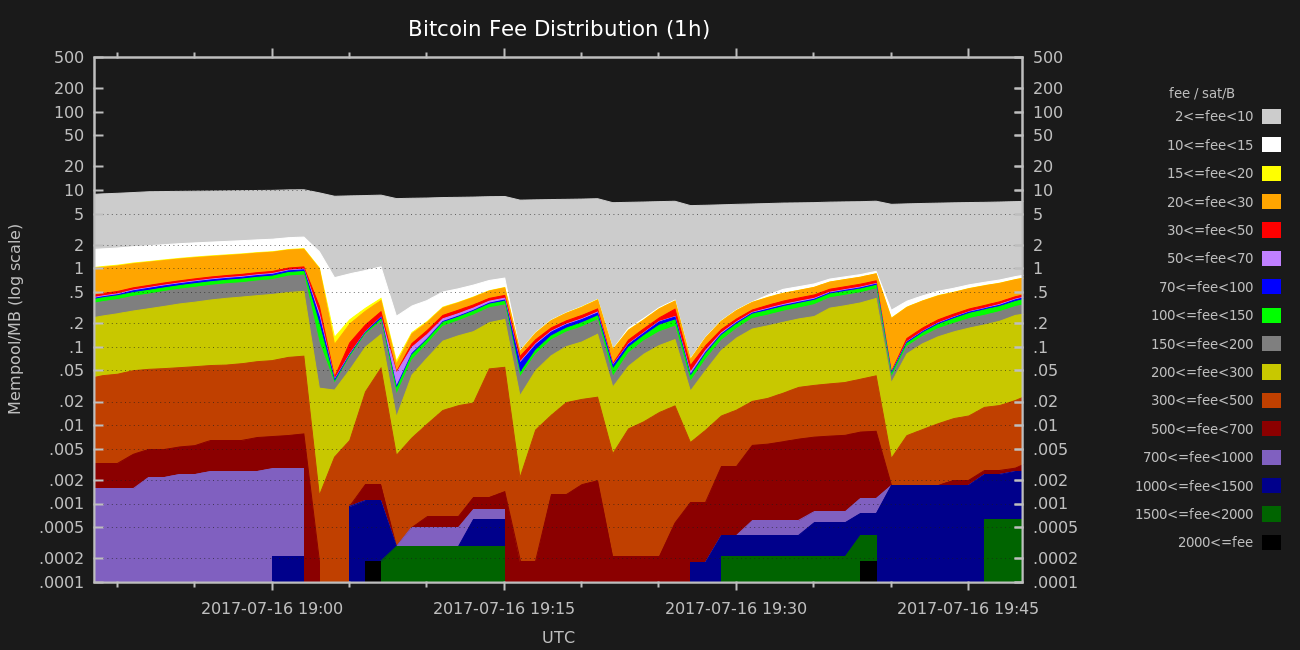 Bitcoin Fee Distribution (1h)
500 500
200 200
100 100
50 50
20 20
10 10
5 5
2 2
1 1
.5 .5
.2 .2
.1 .1
.05 .05
.02 .02
.01 .01
.005 .005
.002 .002
.001 .001
.0005 .0005
.0002 .0002
.0001 .0001
Mempool/MB (log scale)
2017-07-16 19:00 2017-07-16 19:15 2017-07-16 19:30 2017-07-16 19:45
UTC
fee / sat/B
2<=fee<10
10<=fee<15
15<=fee<20
20<=fee<30
30<=fee<50
50<=fee<70
70<=fee<100
100<=fee<150
150<=fee<200
200<=fee<300
300<=fee<500
500<=fee<700
700<=fee<1000
1000<=fee<1500
1500<=fee<2000
2000<=fee